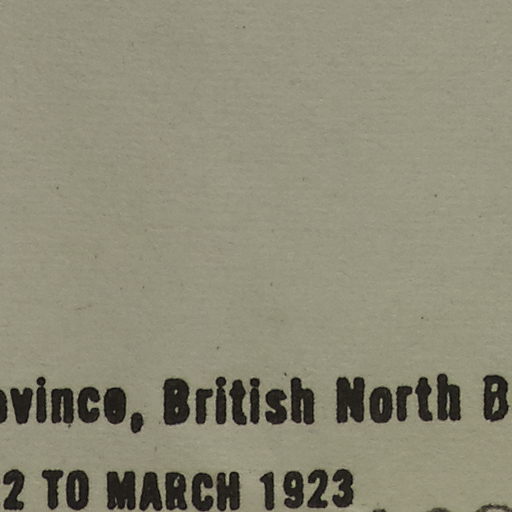 ovince, British North B
2 TO MARCH 1923